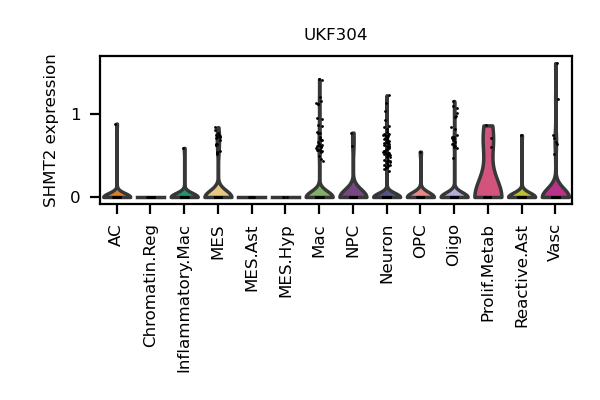 UKF304
SHMT2 expression
1
0
AC
Chromatin.Reg
Inflammatory.Mac
MES
MES.Ast
MES.Hyp
Mac
NPC
Neuron
OPC
Oligo
Prolif.Metab
Reactive.Ast
Vasc